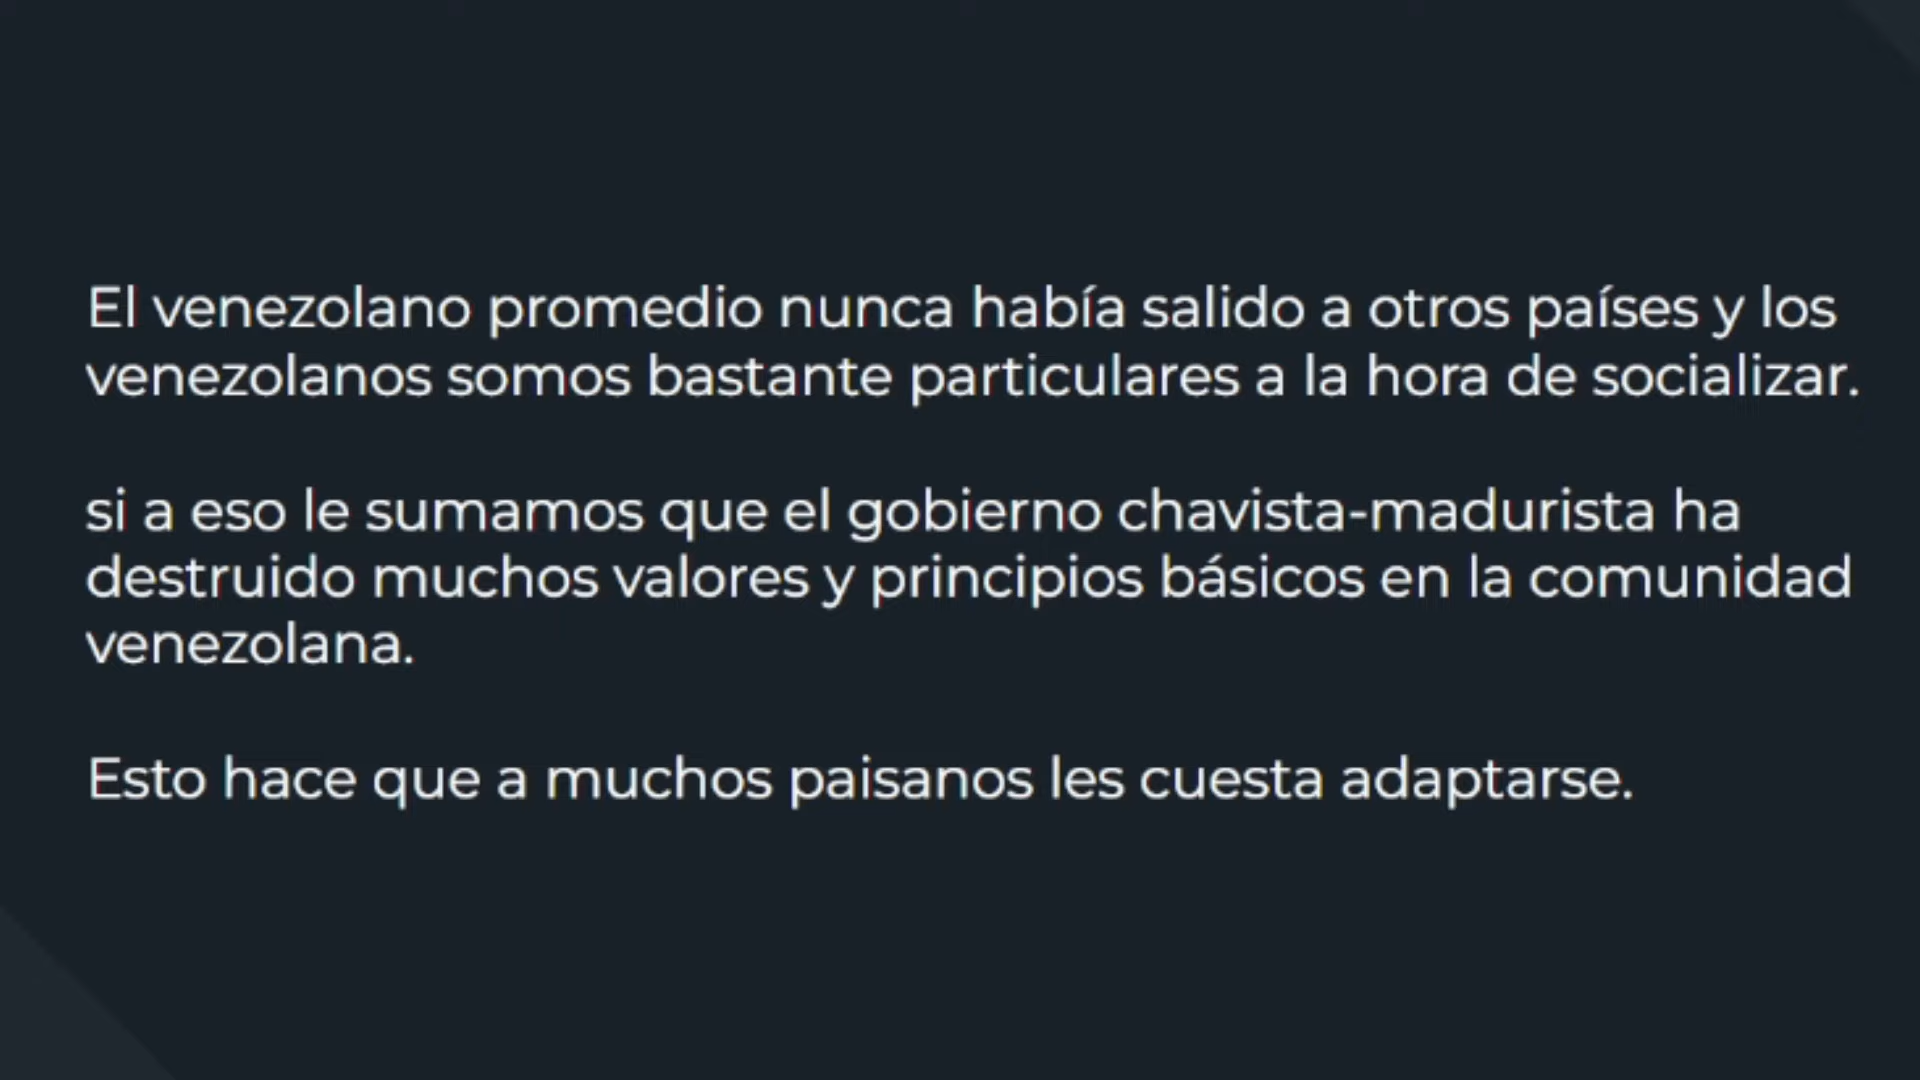 El venezolano promedio nunca había salido a otros países y los
venezolanos somos bastante particulares a la hora de socializar.
si a eso le sumamos que el gobierno chavista-madurista ha
destruido muchos valores y principios básicos en la comunidad
venezolana.
Esto hace que a muchos paisanos les cuesta adaptarse.